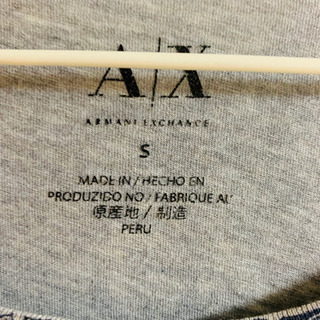 A|X
ARMANI EXCHANGE
S
MADE IN / HECHO EN
PRODUZIDO NO / FABRIQUE AU
原産地 / 制造
PERU